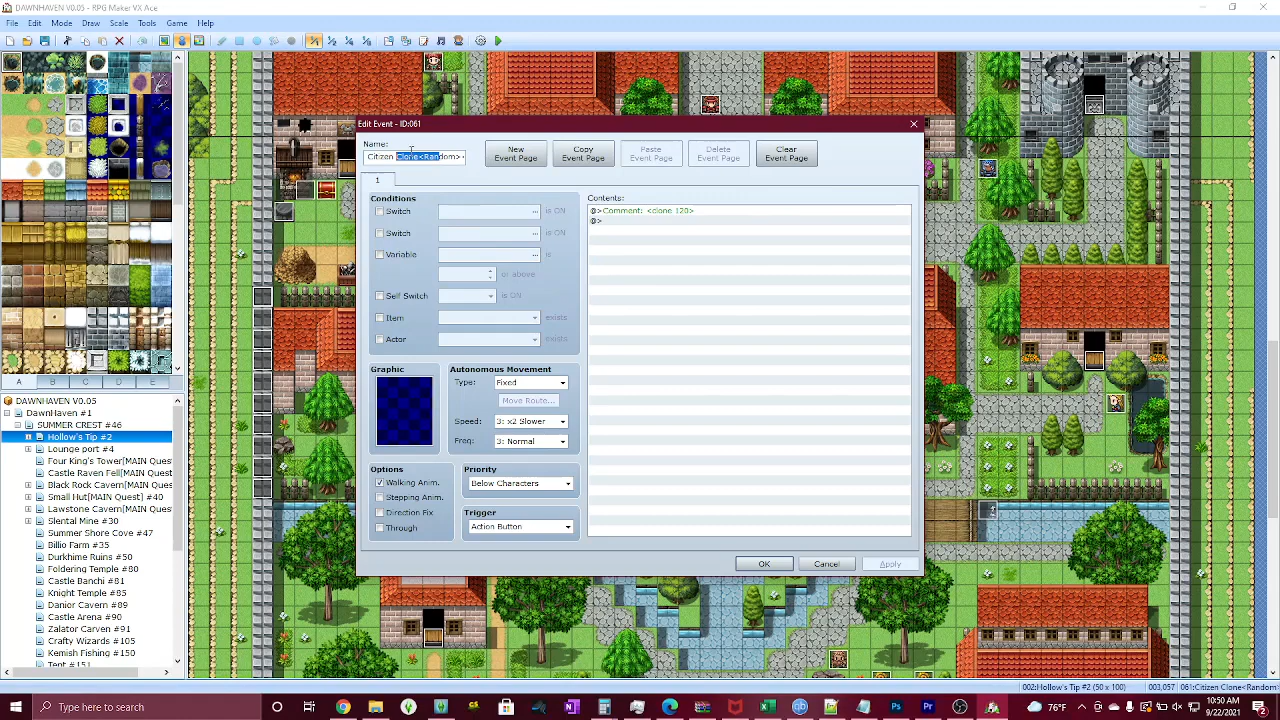 DAWNHAVEN V0.05 - RPG Maker VX Ace
File Edit Mode Draw Scale Tools Game Help
Edit Event - ID:061
Name:
Citizen Clone<Random>
New Event Page
Copy Event Page
Paste Event Page
Delete Event Page
Clear Event Page
1
Conditions
Switch ... is ON
Switch ... is ON
Variable ... is
or above
Self Switch is ON
Item exists
Actor exists
Graphic
Autonomous Movement
Type: Fixed
Move Route...
Speed: 3: x2 Slower
Freq: 3: Normal
Options
Walking Anim.
Stepping Anim.
Direction Fix
Through
Priority
Below Characters
Trigger
Action Button
Contents:
@>Comment: <clone 120>
@>
OK Cancel Apply
A B C D E
DAWNHAVEN V0.05
DawnHaven #1
SUMMER CREST #46
Hollow's Tip #2
Lounge port #4
Four King's Tower[MAIN Quest
Castle Raven Fell[MAIN Quest
Black Rock Cavern[MAIN Quest
Small Hut[MAIN Quest] #40
Lawstone Cavern[MAIN Quest
Slental Mine #30
Summer Shore Cove #47
Billio Farm #35
Durkhime Ruins #50
Foldering Temple #80
Castle Banchi #81
Knight Temple #85
Danior Cavern #89
Castle Arena #90
Zalator Carven #91
Crafty Wizards #105
Kemish Fishing #150
Tent #151
002:Hollow's Tip #2 (50 x 100) 003,057 061:Citizen Clone<Random>
Type here to search
76°F
10:50 AM
9/22/2021